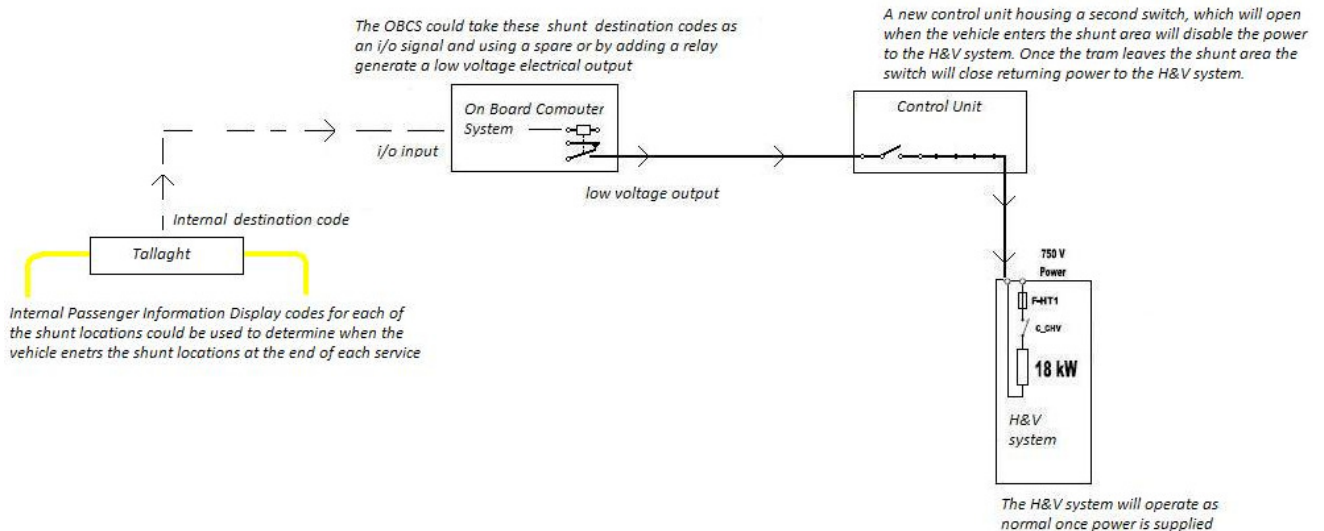 The OBCS could take these shunt destination codes as
an i/o signal and using a spare or by adding a relay
generate a low voltage electrical output
A new control unit housing a second switch, which will open
when the vehicle enters the shunt area will disable the power
to the H&V system. Once the tram leaves the shunt area the
switch will close returning power to the H&V system.
On Board Comouter
System
Control Unit
i/o input
low voltage output
Internal destination code
Tallaght
Internal Passenger Information Display codes for each of
the shunt locations could be used to determine when the
vehicle enetrs the shunt locations at the end of each service
750 V
Power
F-HT1
C_CHV
18 kW
H&V
system
The H&V system will operate as
normal once power is supplied